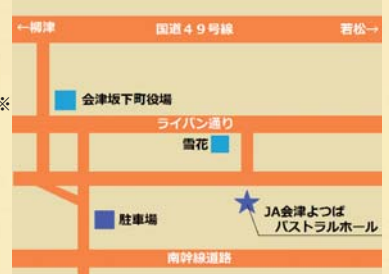 ←柳津 国道49号線 若松→
※
会津坂下町役場
ライバン通り
雪花
駐車場
JA会津よつば
パストラルホール
南幹線道路